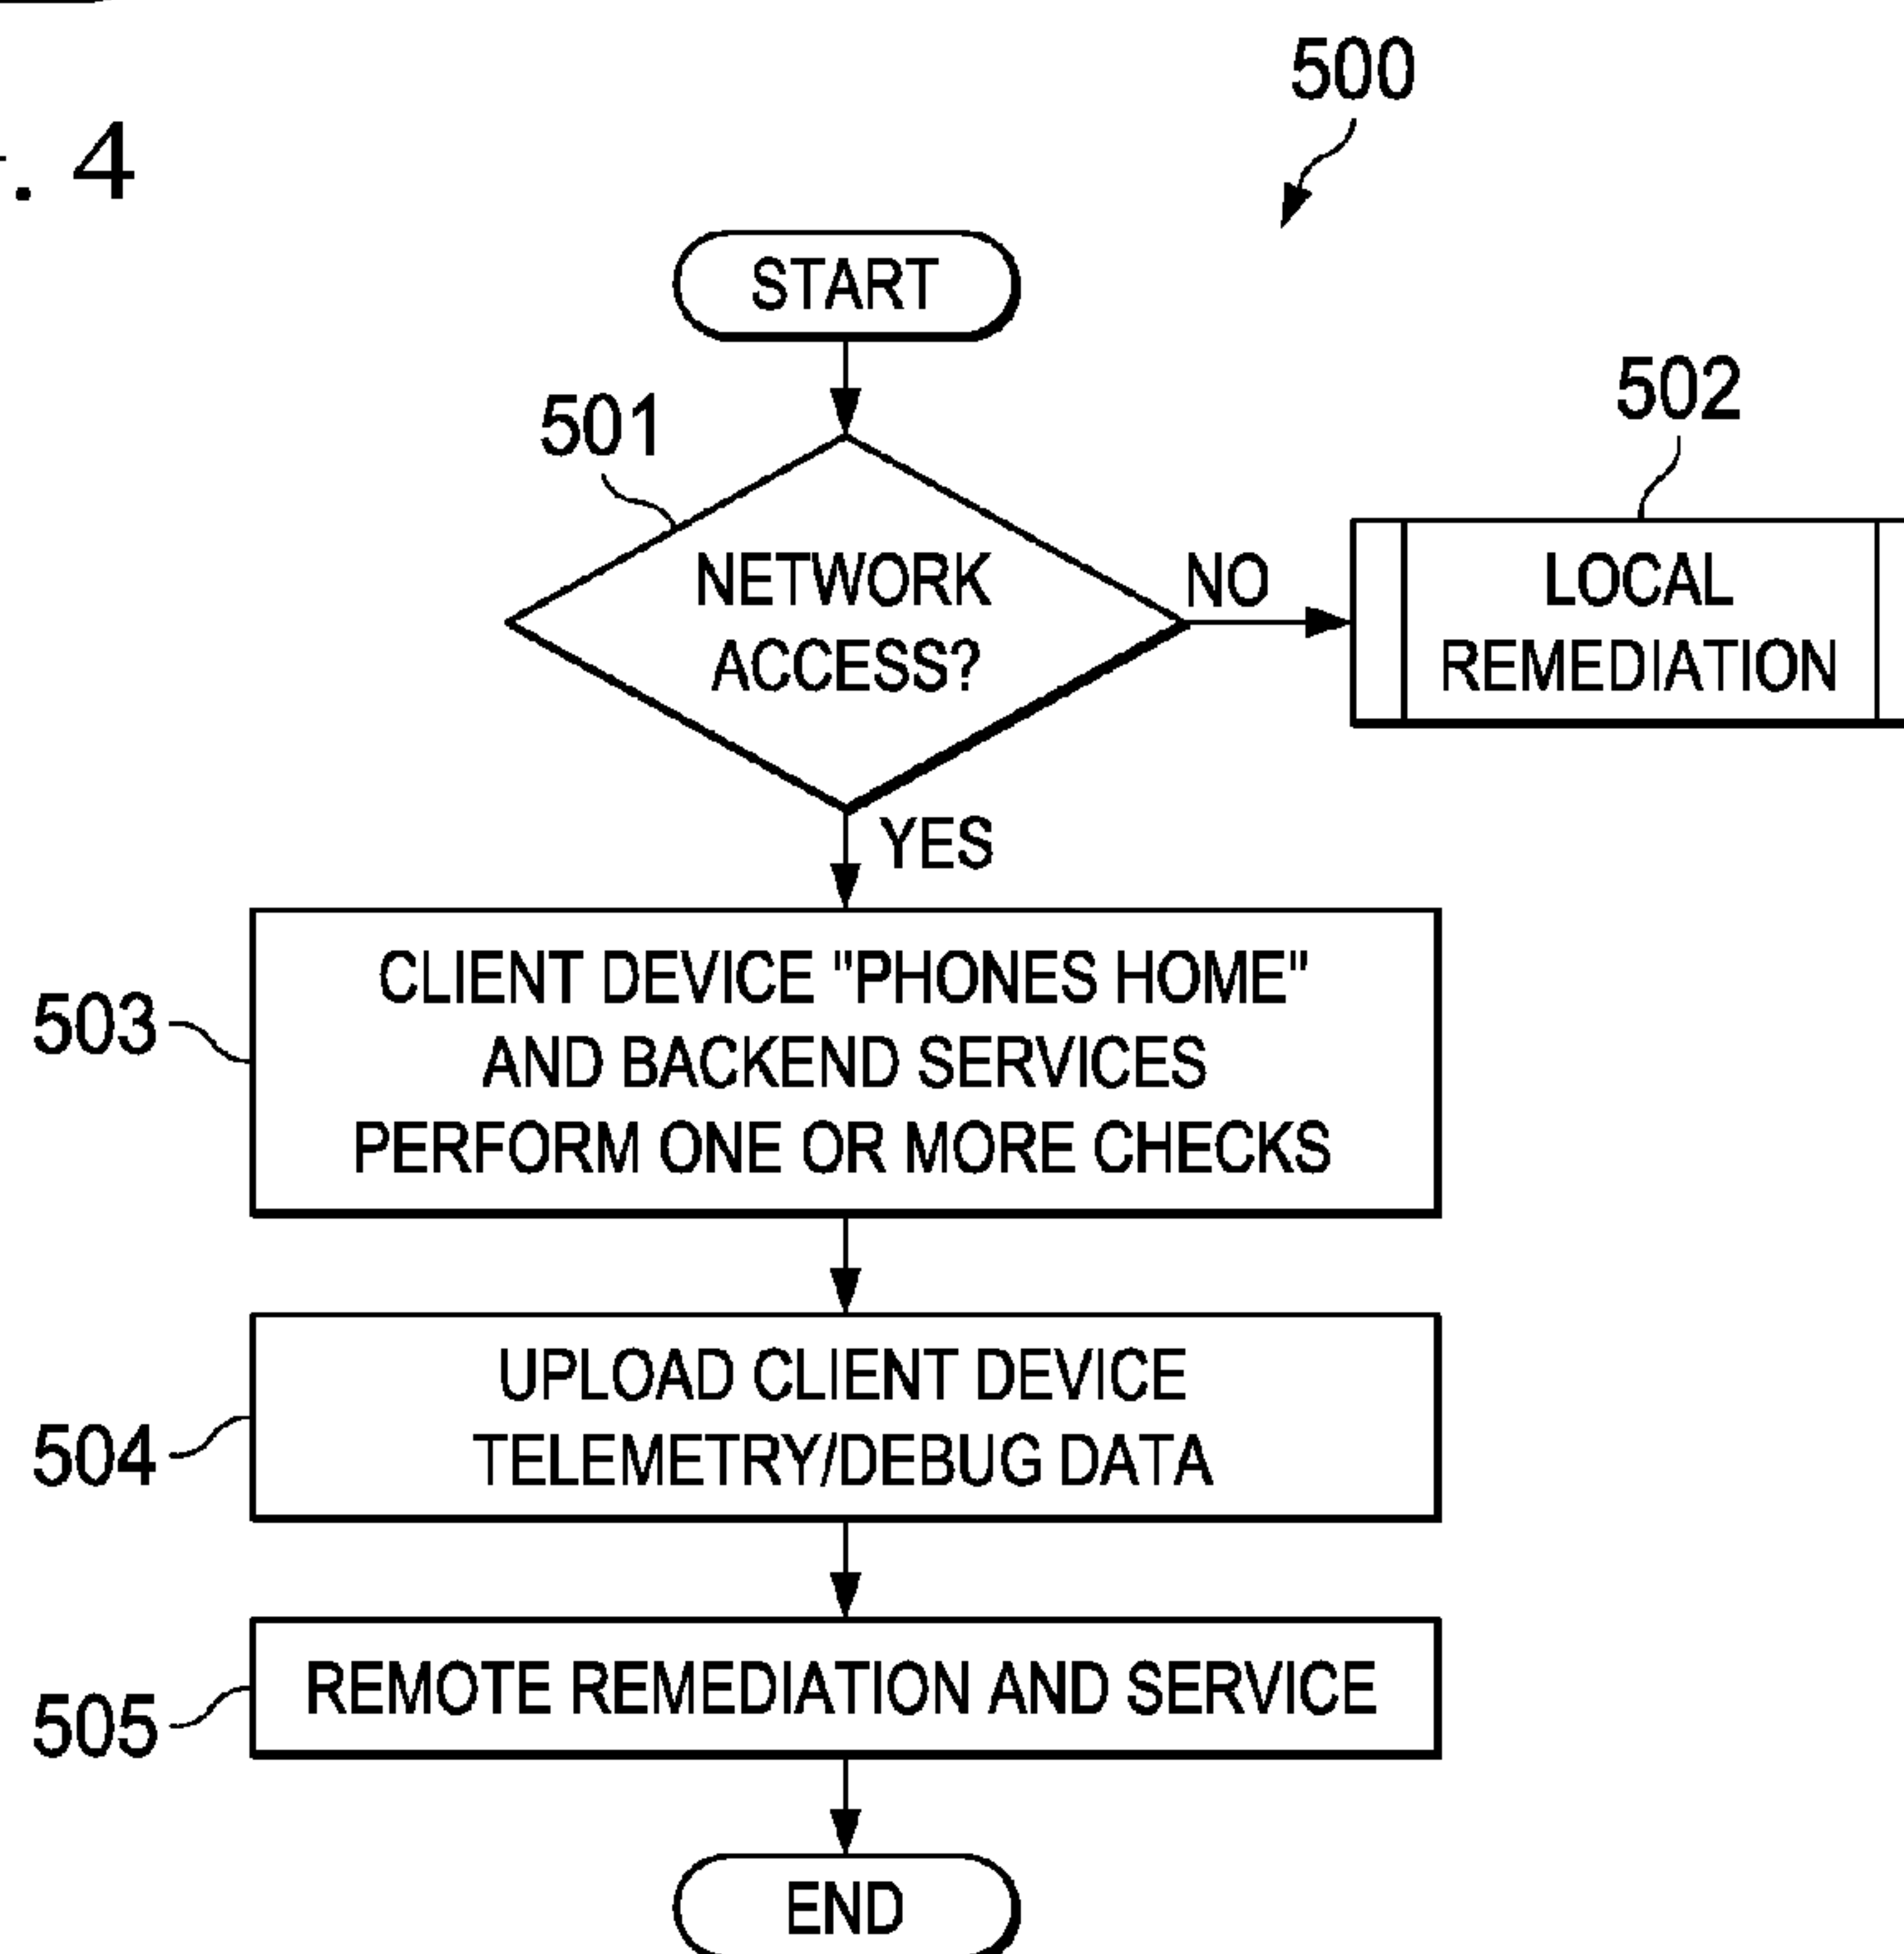 500
. 4
START
501
502
NETWORK
ACCESS?
NO
LOCAL
REMEDIATION
YES
503
CLIENT DEVICE "PHONES HOME"
AND BACKEND SERVICES
PERFORM ONE OR MORE CHECKS
504
UPLOAD CLIENT DEVICE
TELEMETRY/DEBUG DATA
505
REMOTE REMEDIATION AND SERVICE
END